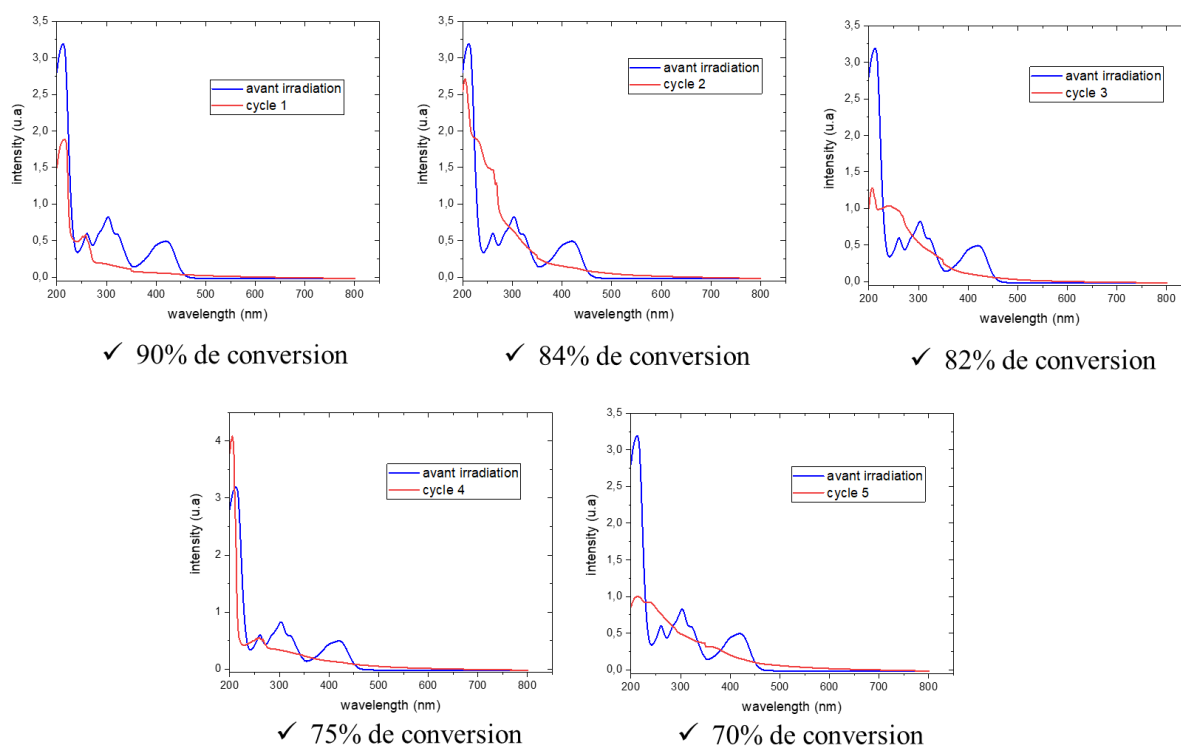 3,5
3,0
2,5
2,0
1,5
1,0
0,5
0,0
intensity (u.a)
avant irradiation
cycle 1
200 300 400 500 600 700 800
wavelength (nm)
✓ 90% de conversion
3,5
3,0
2,5
2,0
1,5
1,0
0,5
0,0
intensity (u.a)
avant irradiation
cycle 2
200 300 400 500 600 700 800
wavelength (nm)
✓ 84% de conversion
3,5
3,0
2,5
2,0
1,5
1,0
0,5
0,0
intensity (u.a)
avant irradiation
cycle 3
200 300 400 500 600 700 800
wavelength (nm)
✓ 82% de conversion
4
3
2
1
0
intensity (u.a)
avant irradiation
cycle 4
200 300 400 500 600 700 800
wavelength (nm)
✓ 75% de conversion
3,5
3,0
2,5
2,0
1,5
1,0
0,5
0,0
intensity (u.a)
avant irradiation
cycle 5
200 300 400 500 600 700 800
wavelength (nm)
✓ 70% de conversion